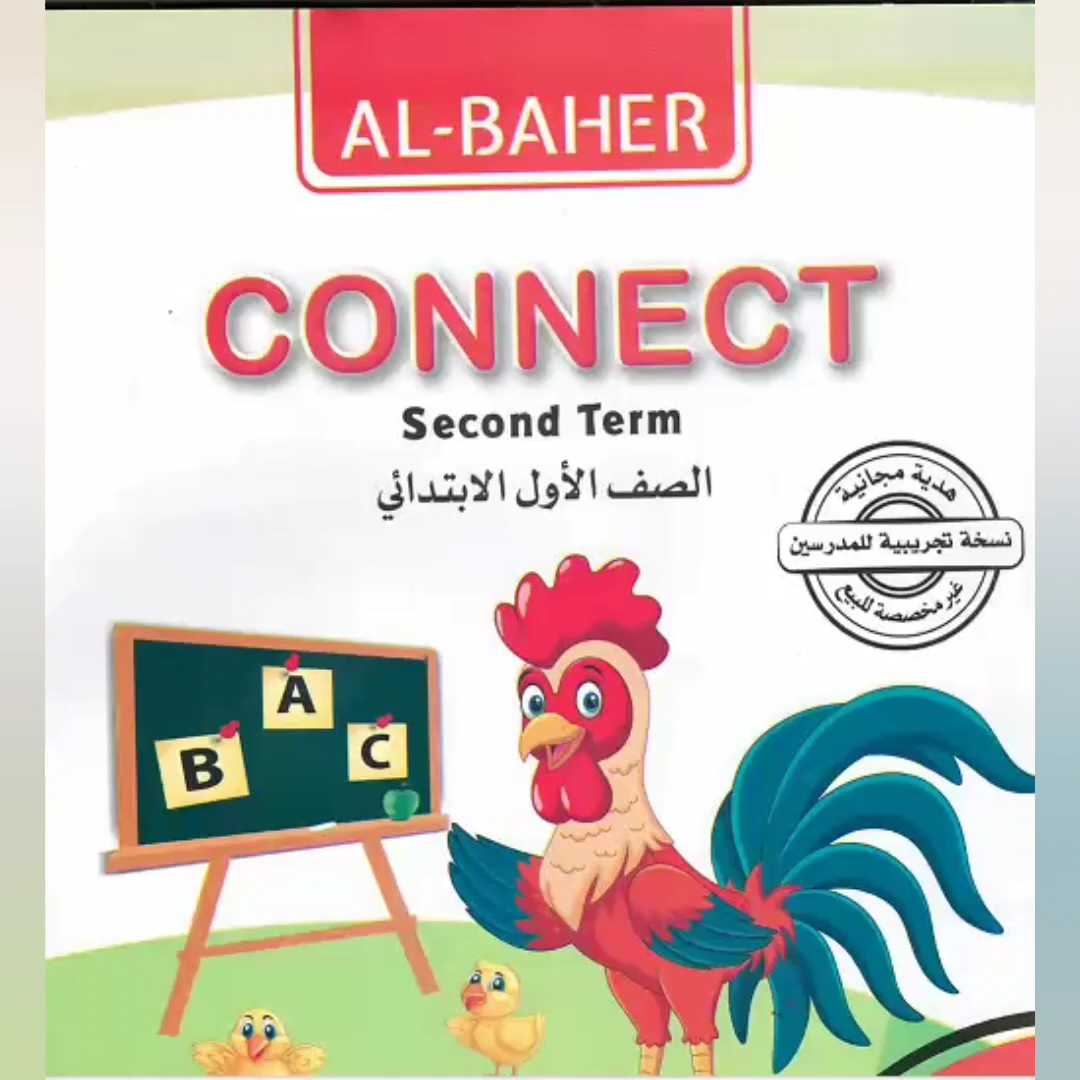 AL-BAHER
CONNECT
Second Term
الصف الأول الابتدائي
هدية مجانية
نسخة تجريبية للمدرسين
غير مخصصة للبيع
A
B
C